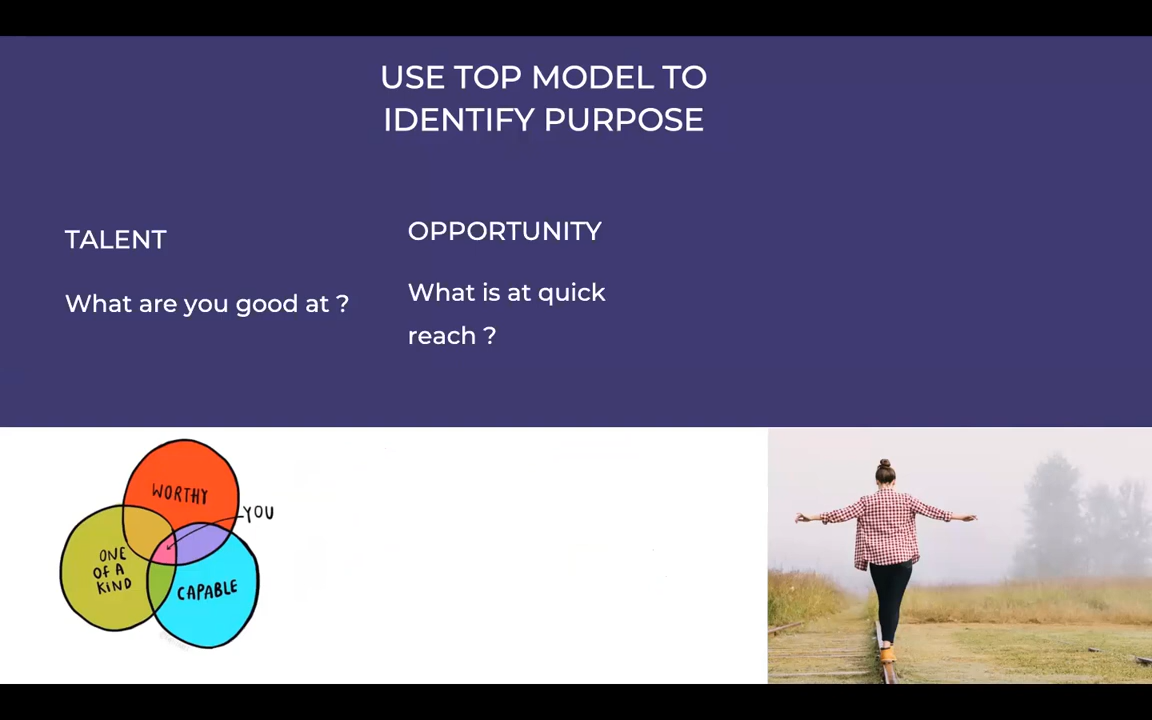 USE TOP MODEL TO
IDENTIFY PURPOSE
TALENT
What are you good at ?
OPPORTUNITY
What is at quick
reach ?
WORTHY
YOU
ONE
OF A
KIND
CAPABLE